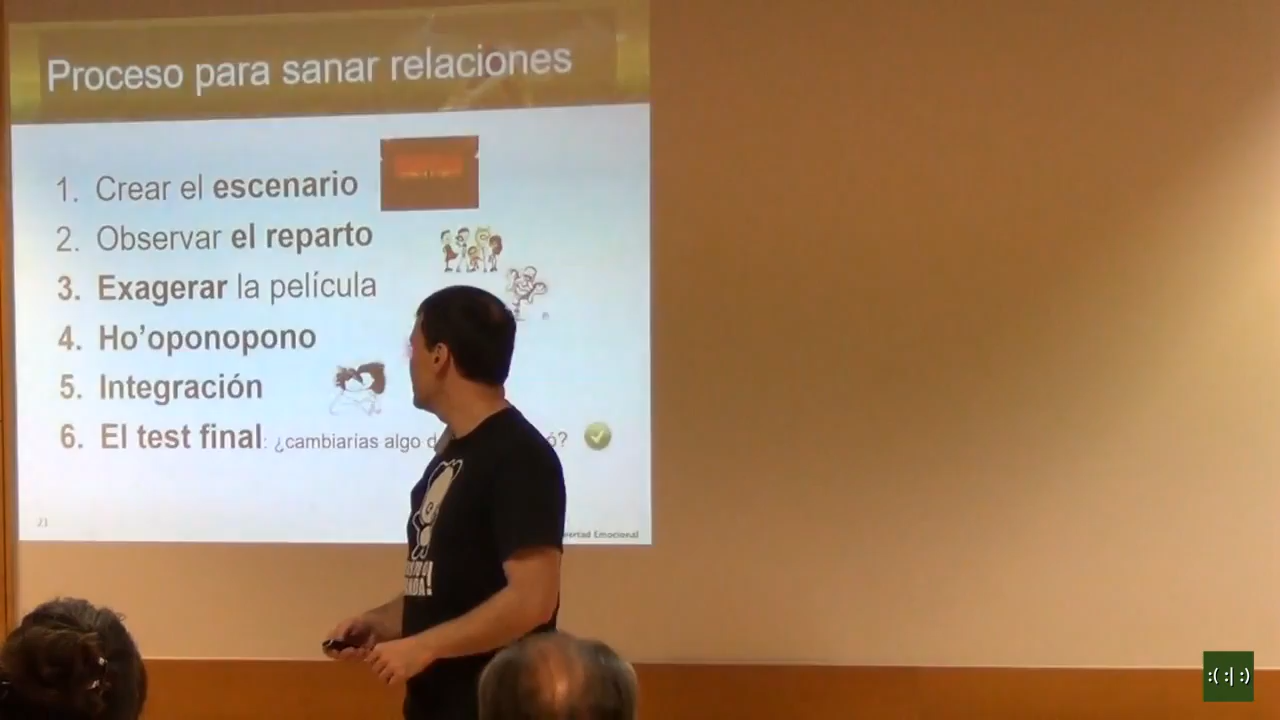 Proceso para sanar relaciones
1. Crear el escenario
2. Observar el reparto
3. Exagerar la película
4. Ho'oponopono
5. Integración
6. El test final: ¿cambiarias algo ?
21
Emocional
:( :| :)